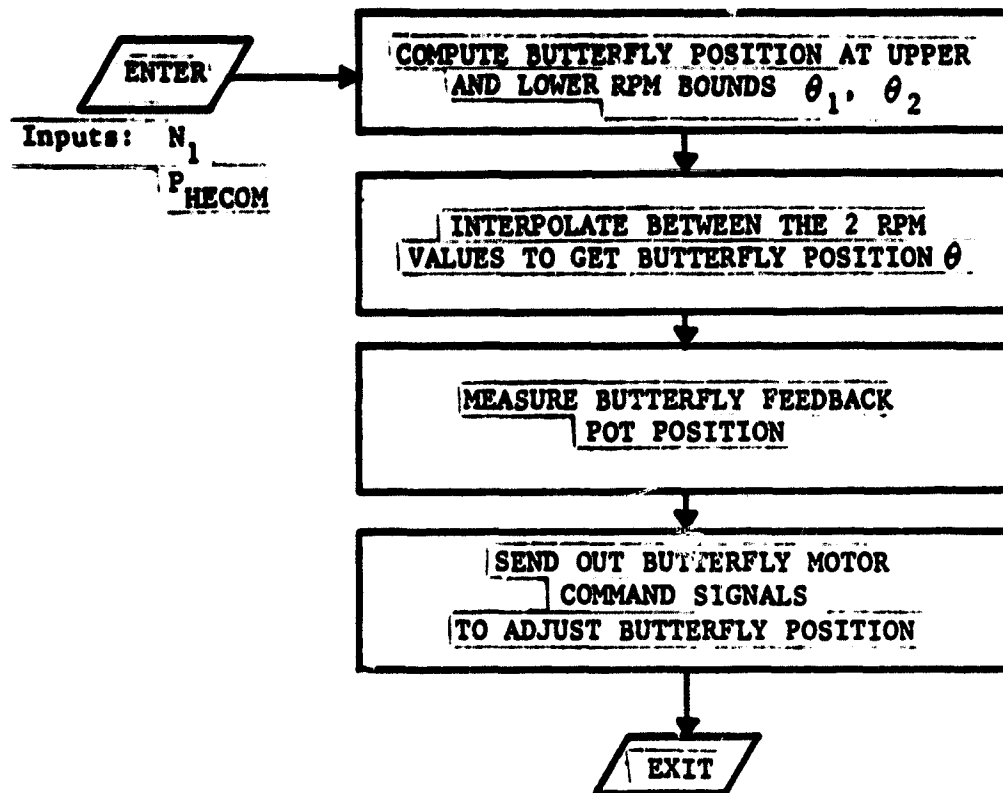 ENTER
Inputs: N1
PHECOM
COMPUTE BUTTERFLY POSITION AT UPPER
AND LOWER RPM BOUNDS θ1, θ2
INTERPOLATE BETWEEN THE 2 RPM
VALUES TO GET BUTTERFLY POSITION θ
MEASURE BUTTERFLY FEEDBACK
POT POSITION
SEND OUT BUTTERFLY MOTOR
COMMAND SIGNALS
TO ADJUST BUTTERFLY POSITION
EXIT